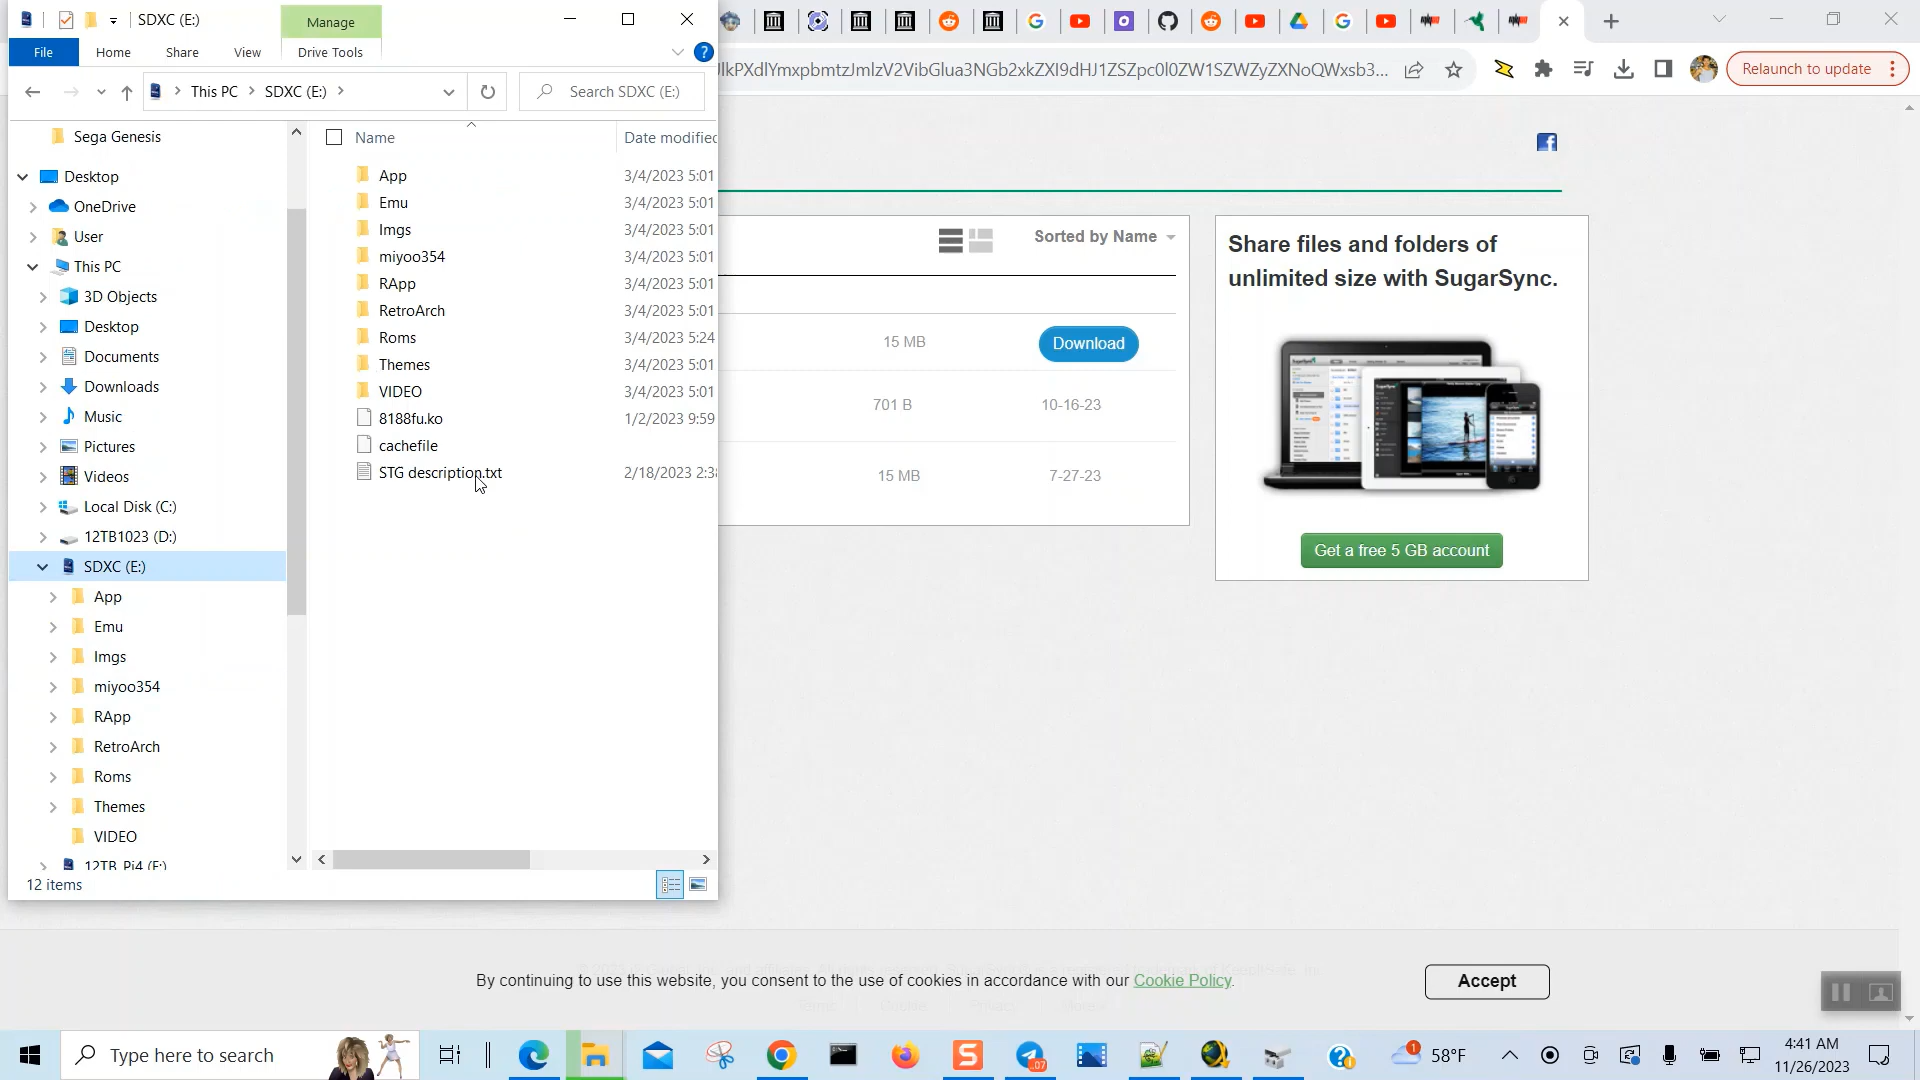 SDXC (E:)
Manage
File
Home
Share
View
Drive Tools
This PC
SDXC (E:)
Search SDXC (E:)
Relaunch to update
Sega Genesis
Desktop
OneDrive
User
This PC
3D Objects
Desktop
Documents
Downloads
Music
Pictures
Videos
Local Disk (C:)
12TB1023 (D:)
SDXC (E:)
App
Emu
Imgs
miyoo354
RApp
RetroArch
Roms
Themes
VIDEO
12TB_Pi4 (F:)
12 items
Name
Date modified
App 3/4/2023 5:01
Emu 3/4/2023 5:01
Imgs 3/4/2023 5:01
miyoo354 3/4/2023 5:01
RApp 3/4/2023 5:01
RetroArch 3/4/2023 5:01
Roms 3/4/2023 5:24
Themes 3/4/2023 5:01
VIDEO 3/4/2023 5:01
8188fu.ko 1/2/2023 9:59
cachefile
STG description.txt 2/18/2023 2:38
Sorted by Name
15 MB
Download
701 B
10-16-23
15 MB
7-27-23
Share files and folders of
unlimited size with SugarSync.
Get a free 5 GB account
By continuing to use this website, you consent to the use of cookies in accordance with our Cookie Policy.
Accept
Type here to search
58°F
4:41 AM
11/26/2023